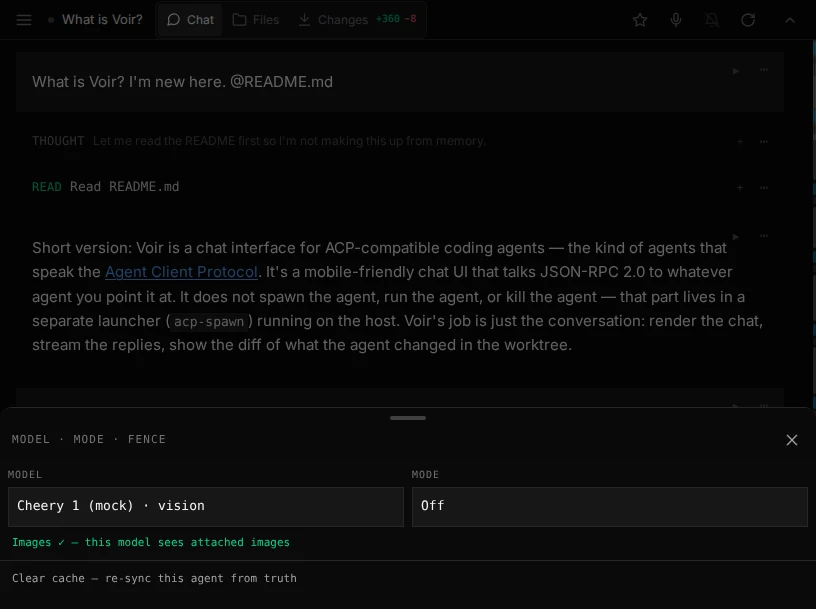 What is Voir? Chat Files Changes +360 −8
What is Voir? I'm new here. @README.md
THOUGHT Let me read the README first so I'm not making this up from memory.
READ Read README.md
Short version: Voir is a chat interface for ACP-compatible coding agents — the kind of agents that
speak the Agent Client Protocol. It's a mobile-friendly chat UI that talks JSON-RPC 2.0 to whatever
agent you point it at. It does not spawn the agent, run the agent, or kill the agent — that part lives in a
separate launcher (acp-spawn) running on the host. Voir's job is just the conversation: render the chat,
stream the replies, show the diff of what the agent changed in the worktree.
MODEL · MODE · FENCE
MODEL MODE
Cheery 1 (mock) · vision Off
Images ✓ — this model sees attached images
Clear cache — re-sync this agent from truth